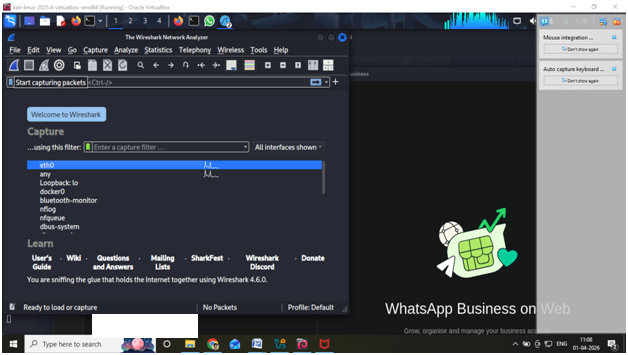 kali-linux-2025.4-virtualbox-amd64 [Running] - Oracle VirtualBox
1 2 3 4
The Wireshark Network Analyzer
File Edit View Go Capture Analyze Statistics Telephony Wireless Tools Help
Start capturing packets <Ctrl-/>
Welcome to Wireshark
Capture
...using this filter: Enter a capture filter ... All interfaces shown
eth0
any
Loopback: lo
docker0
bluetooth-monitor
nflog
nfqueue
dbus-system
Learn
User's Guide · Wiki · Questions and Answers · Mailing Lists · SharkFest · Wireshark Discord · Donate
You are sniffing the glue that holds the Internet together using Wireshark 4.6.0.
Ready to load or capture No Packets Profile: Default
usiness
Mouse integration ...
Don't show again
Auto capture keyboard ...
Don't show again
WhatsApp Business on Web
Grow, organise and manage your business account
Type here to search
ENG
11:08
01-04-2026